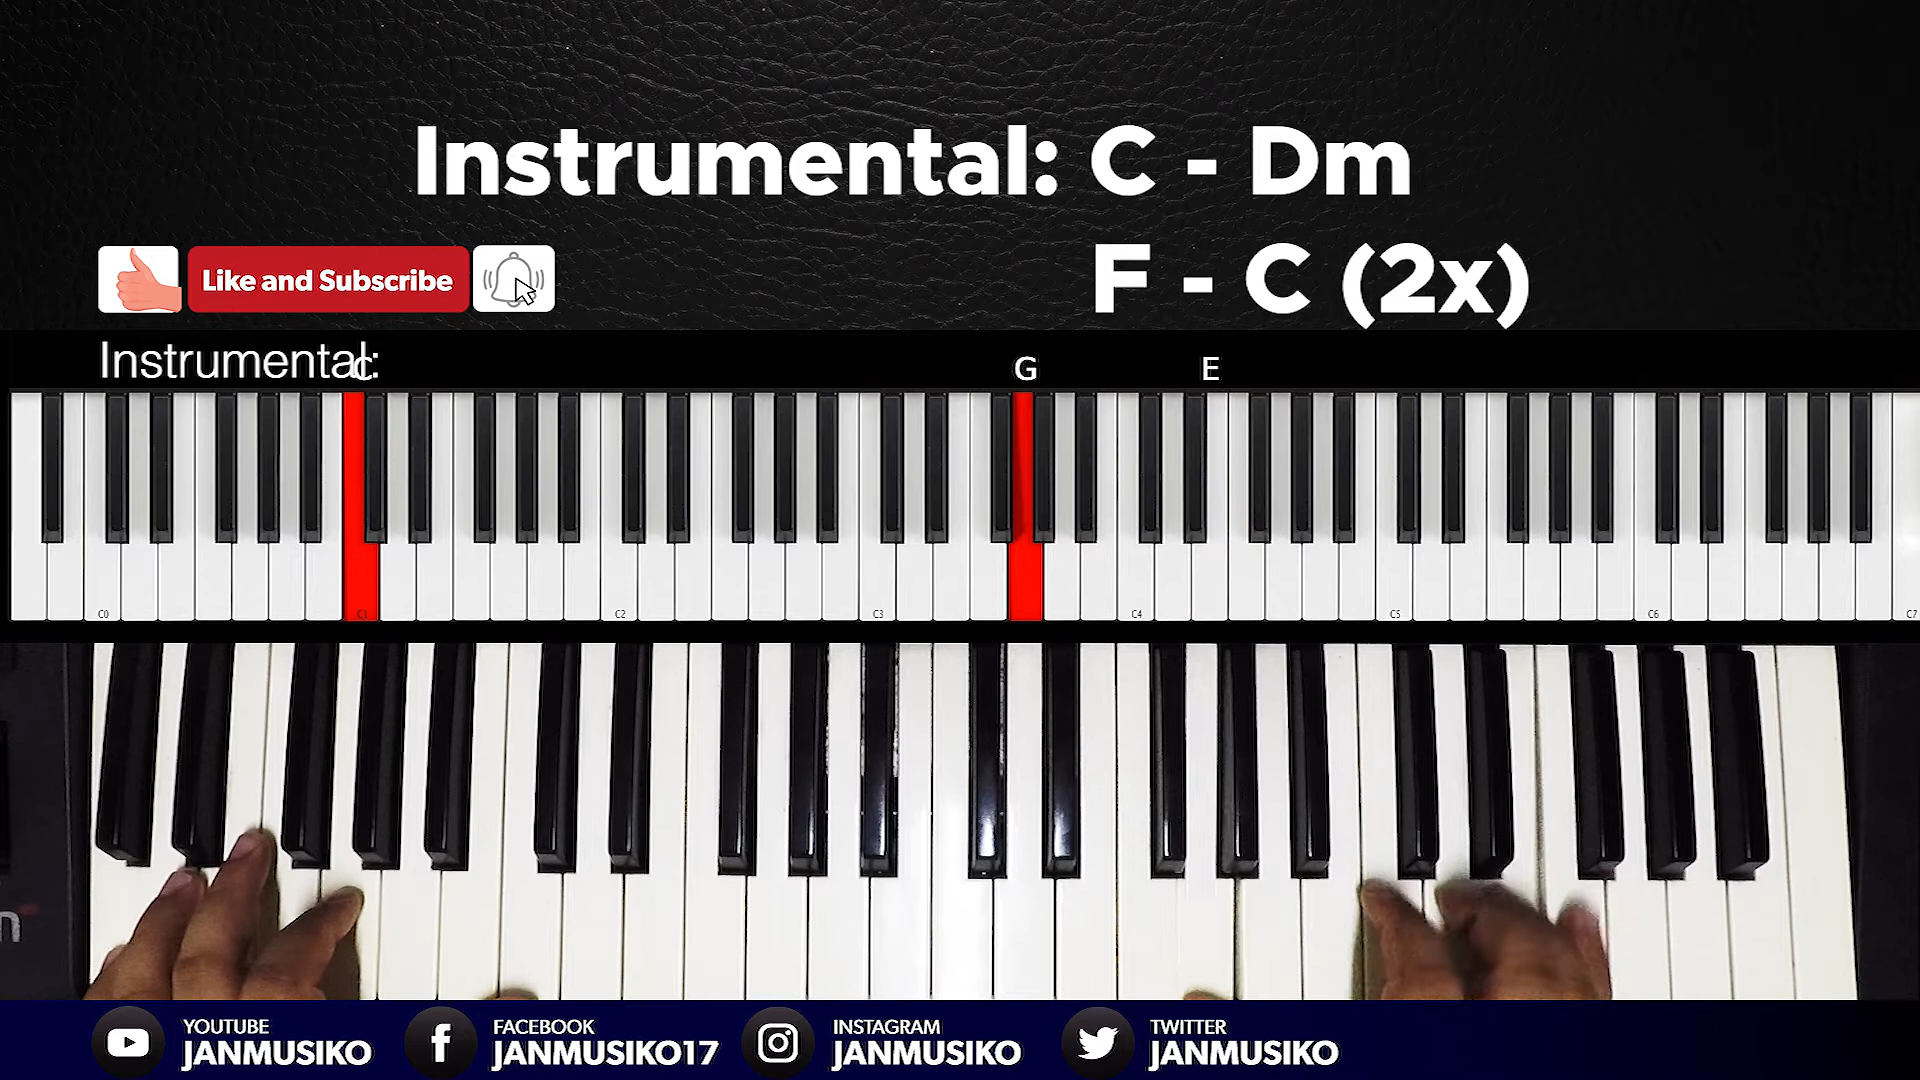 Instrumental: C - Dm
F - C (2x)
Like and Subscribe
Instrumental:
C G E
C0 C1 C2 C3 C4 C5 C6 C7
YOUTUBE
JANMUSIKO
FACEBOOK
JANMUSIKO17
INSTAGRAM
JANMUSIKO
TWITTER
JANMUSIKO